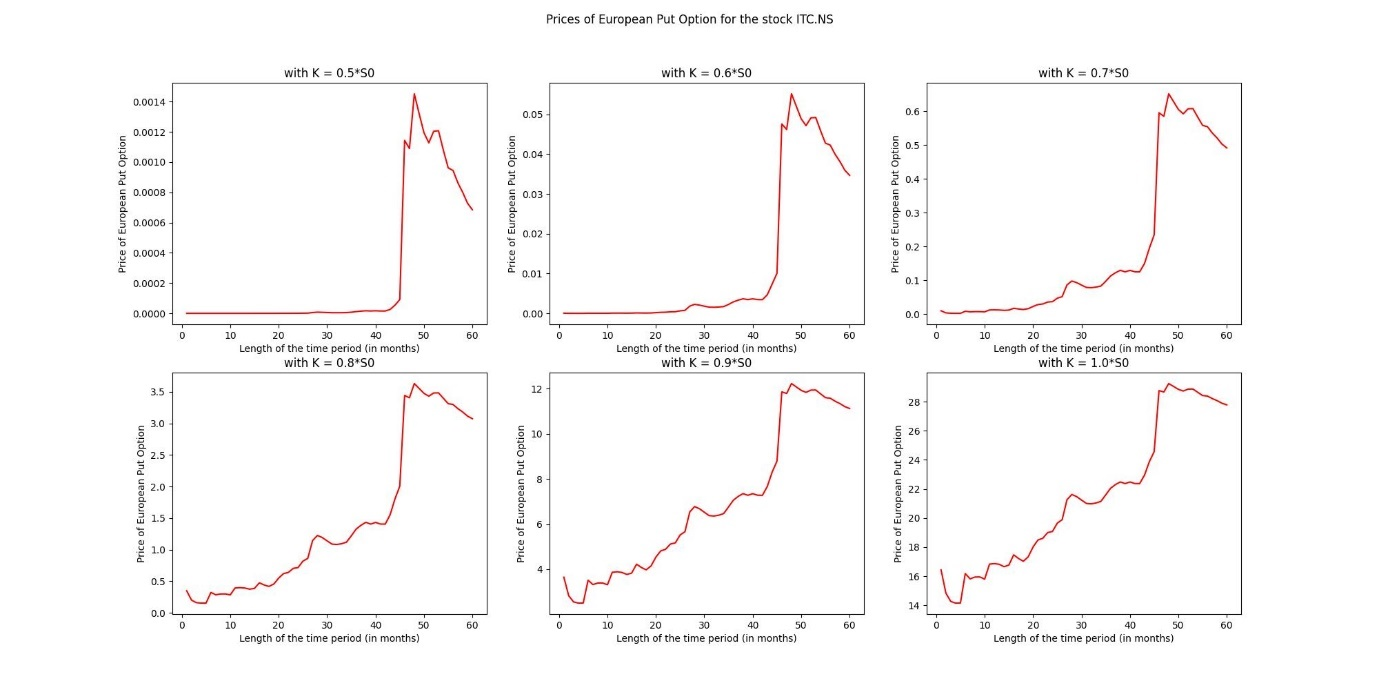 Prices of European Put Option for the stock ITC.NS
with K = 0.5*S0
Price of European Put Option
0.0014
0.0012
0.0010
0.0008
0.0006
0.0004
0.0002
0.0000
0 10 20 30 40 50 60
Length of the time period (in months)
with K = 0.6*S0
Price of European Put Option
0.05
0.04
0.03
0.02
0.01
0.00
0 10 20 30 40 50 60
Length of the time period (in months)
with K = 0.7*S0
Price of European Put Option
0.6
0.5
0.4
0.3
0.2
0.1
0.0
0 10 20 30 40 50 60
Length of the time period (in months)
with K = 0.8*S0
Price of European Put Option
3.5
3.0
2.5
2.0
1.5
1.0
0.5
0.0
0 10 20 30 40 50 60
Length of the time period (in months)
with K = 0.9*S0
Price of European Put Option
12
10
8
6
4
0 10 20 30 40 50 60
Length of the time period (in months)
with K = 1.0*S0
Price of European Put Option
28
26
24
22
20
18
16
14
0 10 20 30 40 50 60
Length of the time period (in months)